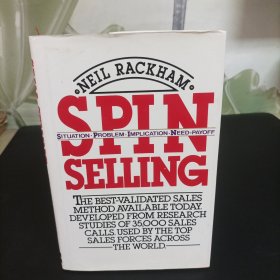 • NEIL RACKHAM •
SPIN
SITUATION • PROBLEM • IMPLICATION • NEED-PAYOFF
SELLING
THE BEST-VALIDATED SALES
METHOD AVAILABLE TODAY.
DEVELOPED FROM RESEARCH
STUDIES OF 35,000 SALES
CALLS. USED BY THE TOP
SALES FORCES ACROSS
THE WORLD.